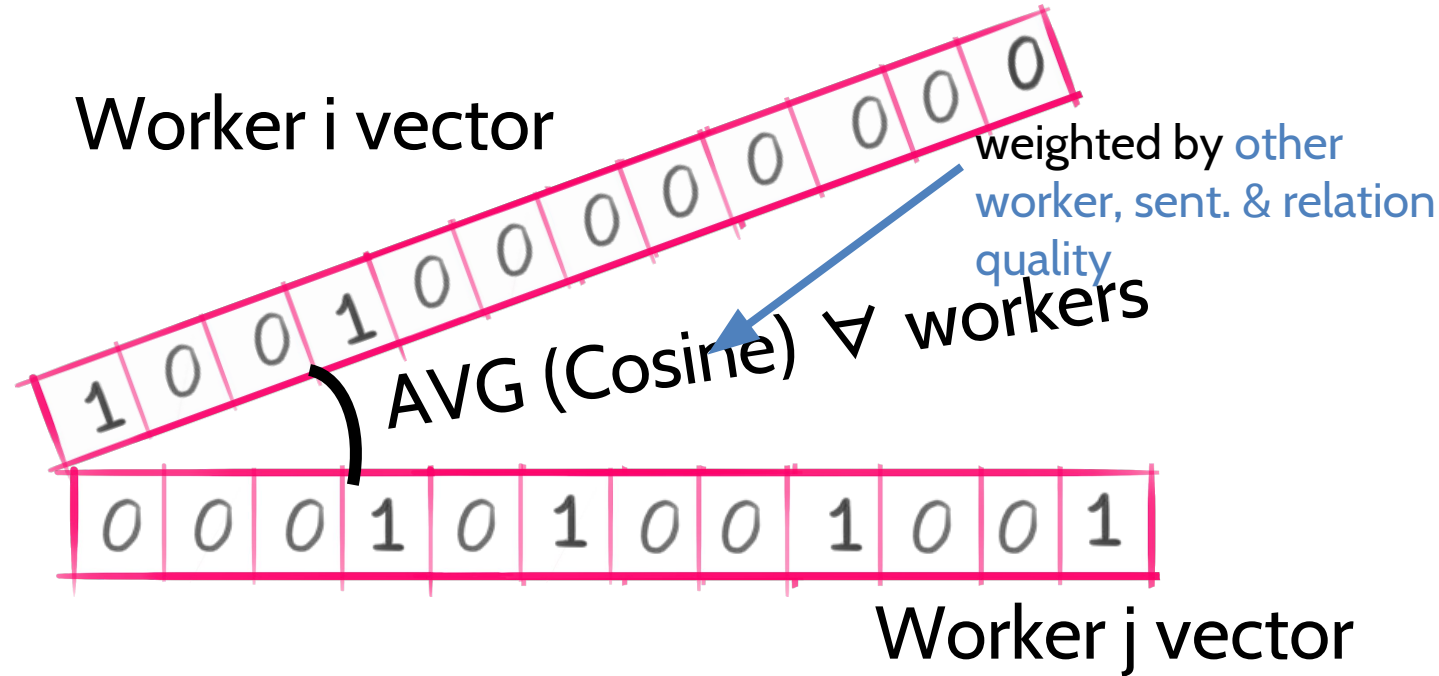 Worker i vector
1 0 0 1 0 0 0 0 0 0 0 0
weighted by other
worker, sent. & relation
quality
AVG (Cosine) ∀ workers
0 0 0 1 0 1 0 0 1 0 0 1
Worker j vector